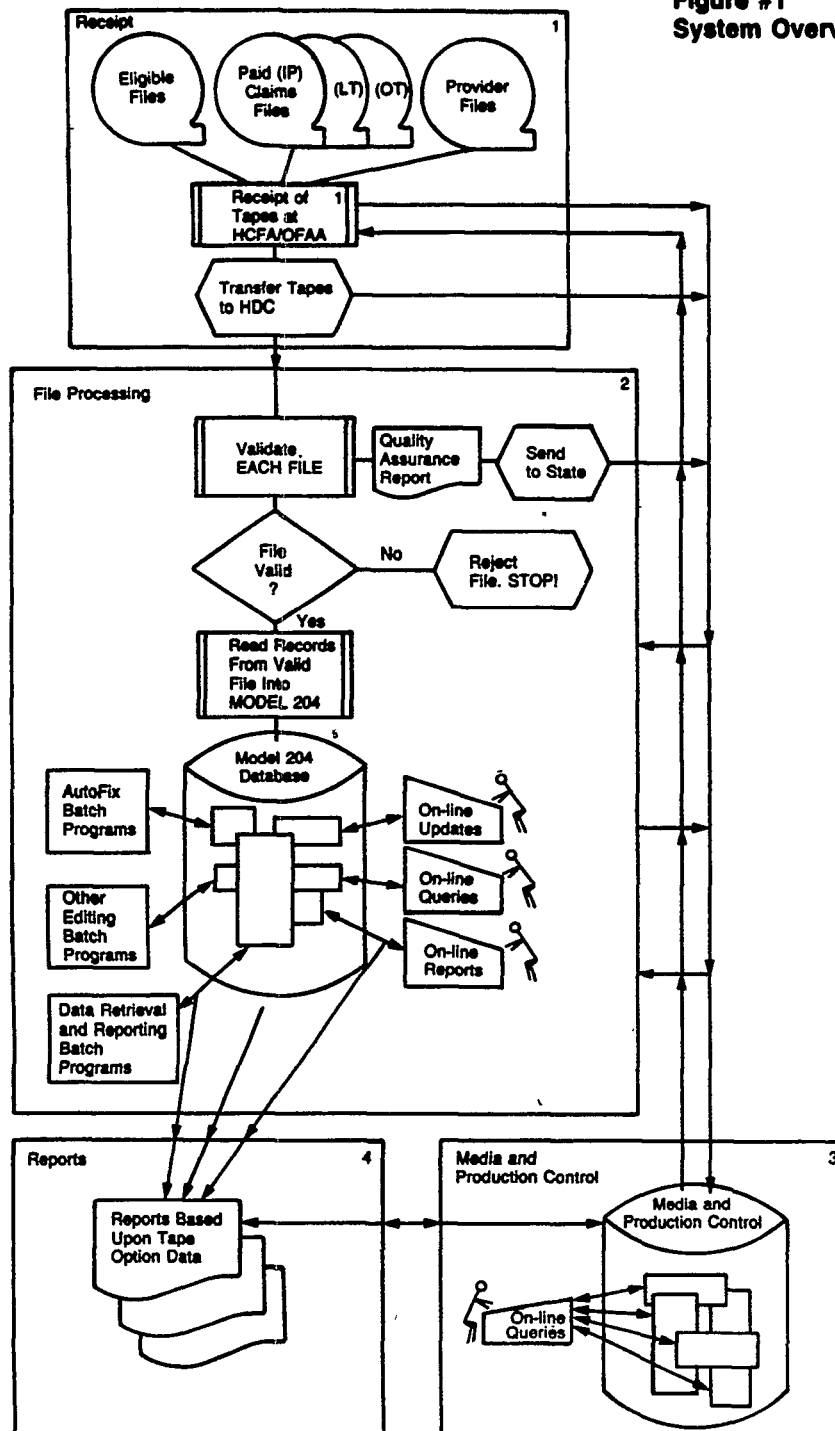 Figure #1
System Overv
Receipt
1
Eligible
Files
Paid (IP)
Claims
Files
(LT)
(OT)
Provider
Files
Receipt of
Tapes at
HCFA/OFAA
1
Transfer Tapes
to HDC
File Processing
2
Validate
EACH FILE
Quality
Assurance
Report
Send
to State
File
Valid
?
No
Reject
File. STOP!
Yes
Read Records
From Valid
File Into
MODEL 204
Model 204
Database
AutoFix
Batch
Programs
On-line
Updates
Other
Editing
Batch
Programs
On-line
Queries
On-line
Reports
Data Retrieval
and Reporting
Batch
Programs
Reports
4
Reports Based
Upon Tape
Option Data
Media and
Production Control
3
Media and
Production Control
On-line
Queries